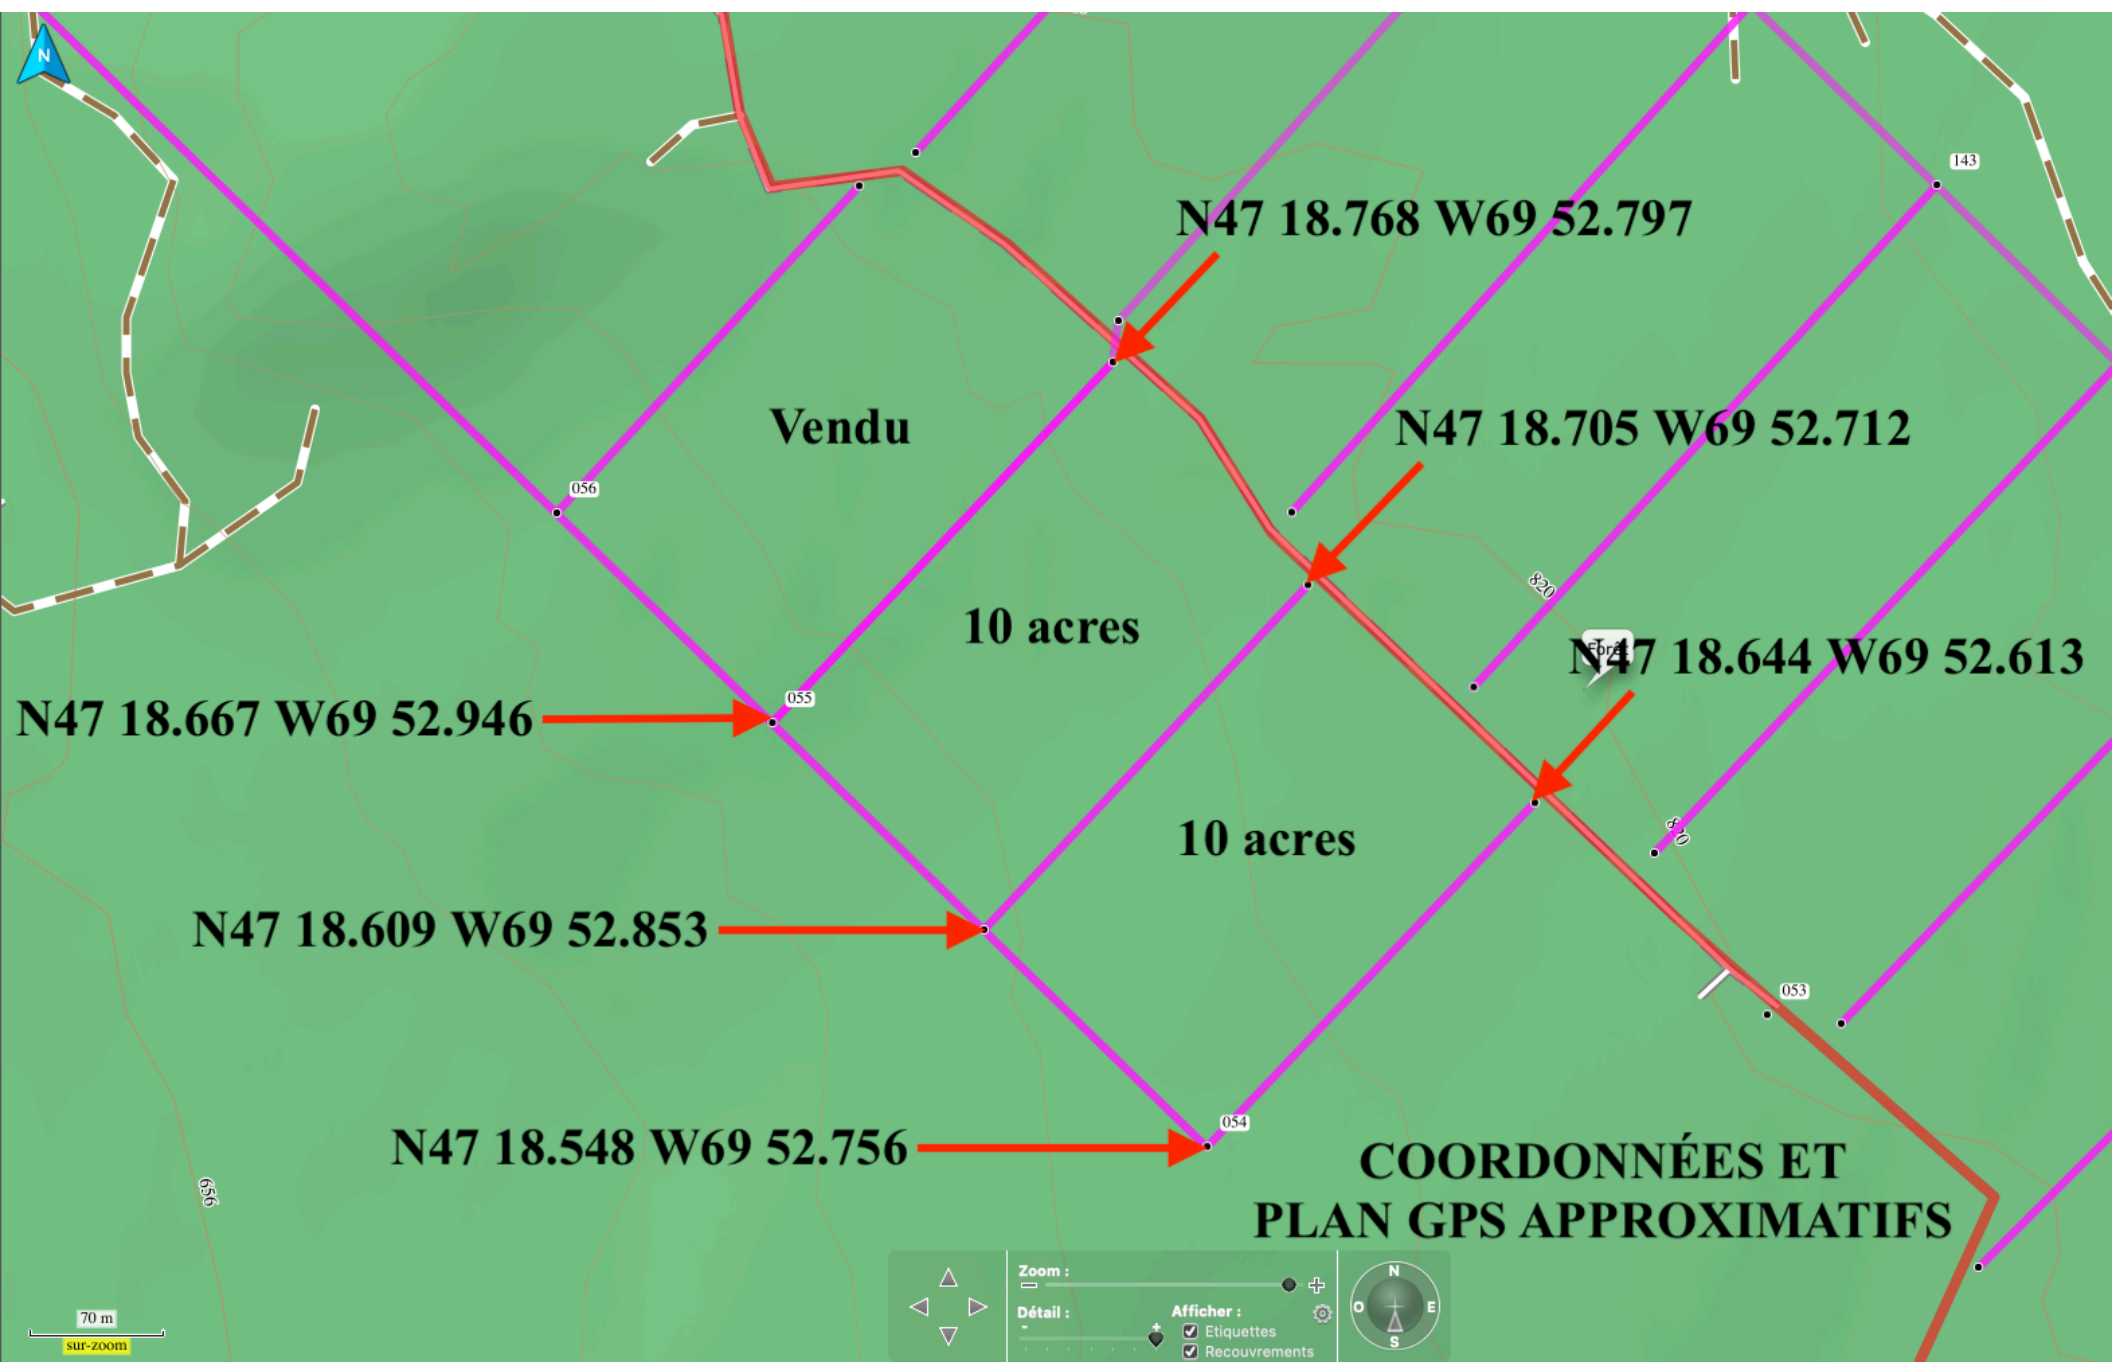 N
143
N47 18.768 W69 52.797
Vendu
N47 18.705 W69 52.712
056
820
10 acres
N47 18.644 W69 52.613
055
N47 18.667 W69 52.946
820
10 acres
N47 18.609 W69 52.853
053
054
N47 18.548 W69 52.756
COORDONNÉES ET
PLAN GPS APPROXIMATIFS
656
Zoom :
Détail :
Afficher :
Etiquettes
Recouvrements
N
O
E
S
70 m
sur-zoom